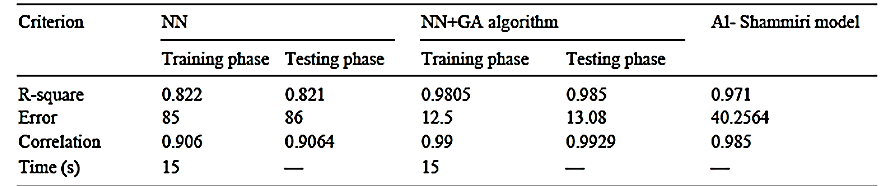 Criterion NN NN+GA algorithm Al- Shammiri model
Training phase Testing phase Training phase Testing phase
R-square 0.822 0.821 0.9805 0.985 0.971
Error 85 86 12.5 13.08 40.2564
Correlation 0.906 0.9064 0.99 0.9929 0.985
Time (s) 15 — 15 — —